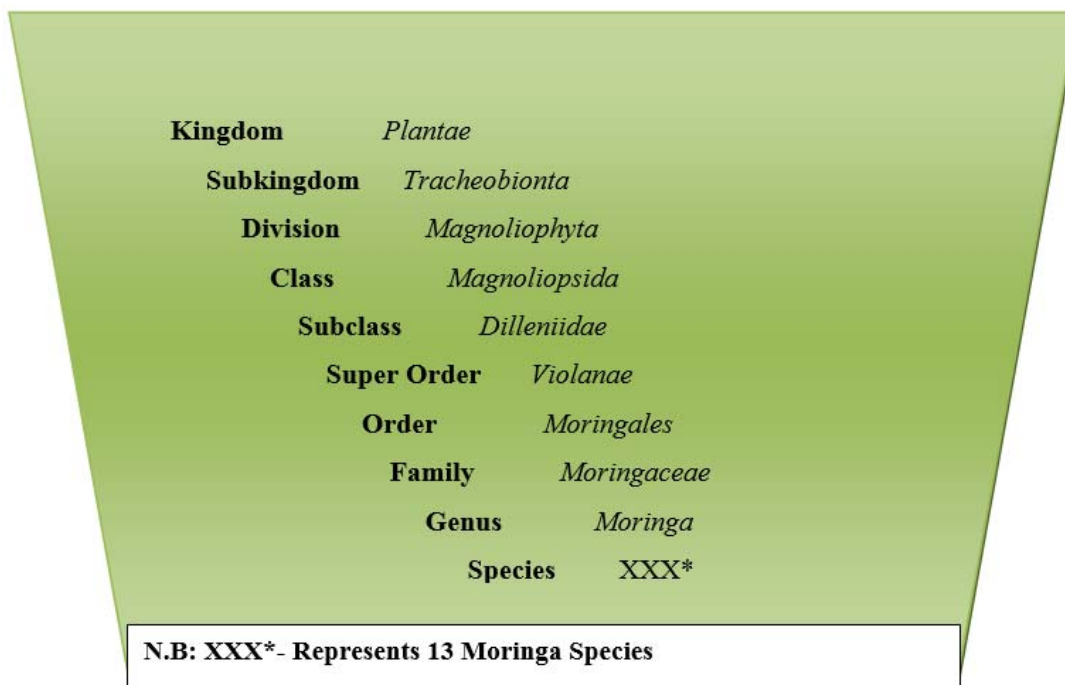 Kingdom Plantae
Subkingdom Tracheobionta
Division Magnoliophyta
Class Magnoliopsida
Subclass Dilleniidae
Super Order Violanae
Order Moringales
Family Moringaceae
Genus Moringa
Species XXX*
N.B: XXX*- Represents 13 Moringa Species